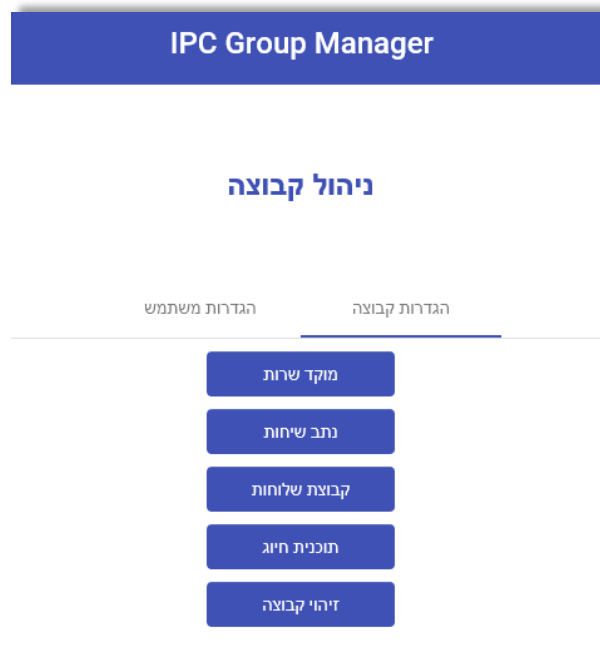 IPC Group Manager
ניהול קבוצה
הגדרות קבוצה
הגדרות משתמש
מוקד שרות
נתב שיחות
קבוצת שלוחות
תוכנית חיוג
זיהוי קבוצה